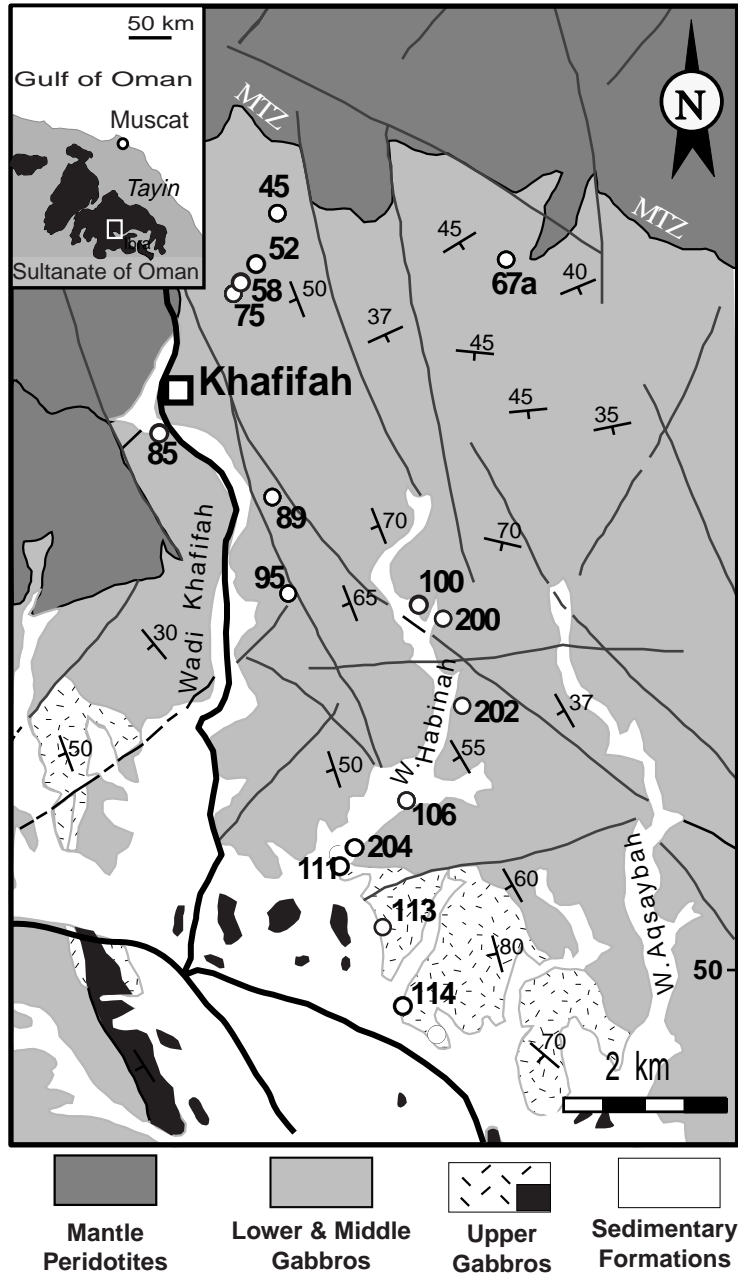 50 km
Gulf of Oman
Muscat
Tayin
Ibra
Sultanate of Oman
MTZ
N
MTZ
45
45
52
67a
40
58
50
75
37
45
Khafifah
45
35
85
89
70
70
95
65
100
200
Wadi Khafifah
30
W. Habinah
202
37
50
55
50
106
204
111
60
W. Aqsaybah
113
80
50
114
70
2 km
Mantle
Peridotites
Lower & Middle
Gabbros
Upper
Gabbros
Sedimentary
Formations